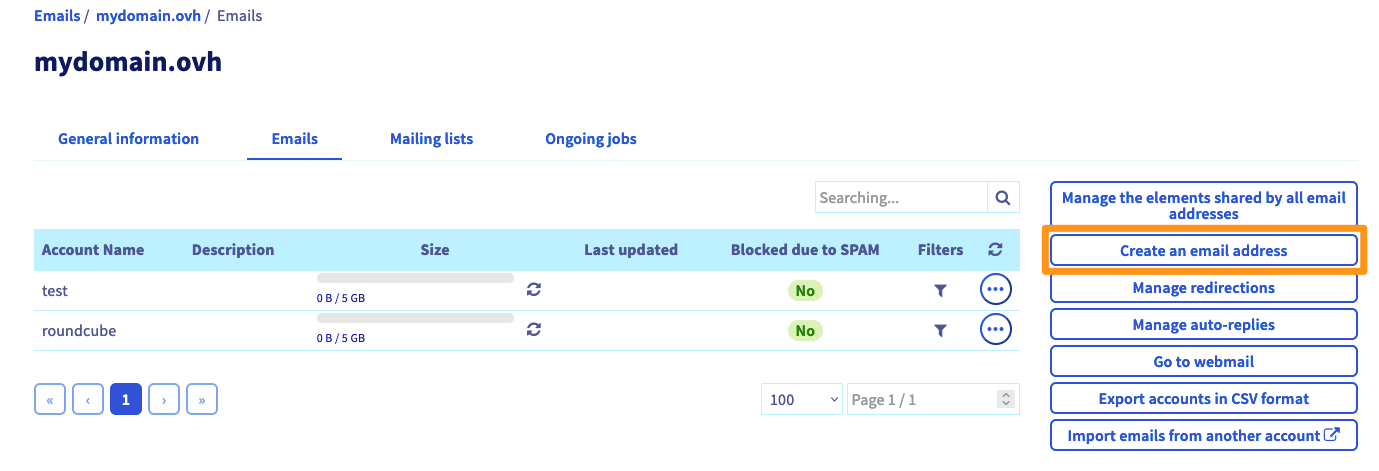 Emails / mydomain.ovh / Emails
mydomain.ovh
General information Emails Mailing lists Ongoing jobs
Searching...
Manage the elements shared by all email
addresses
Account Name Description Size Last updated Blocked due to SPAM Filters
Create an email address
test 0 B / 5 GB No
Manage redirections
roundcube 0 B / 5 GB No
Manage auto-replies
Go to webmail
« ‹ 1 › » 100 Page 1 / 1
Export accounts in CSV format
Import emails from another account